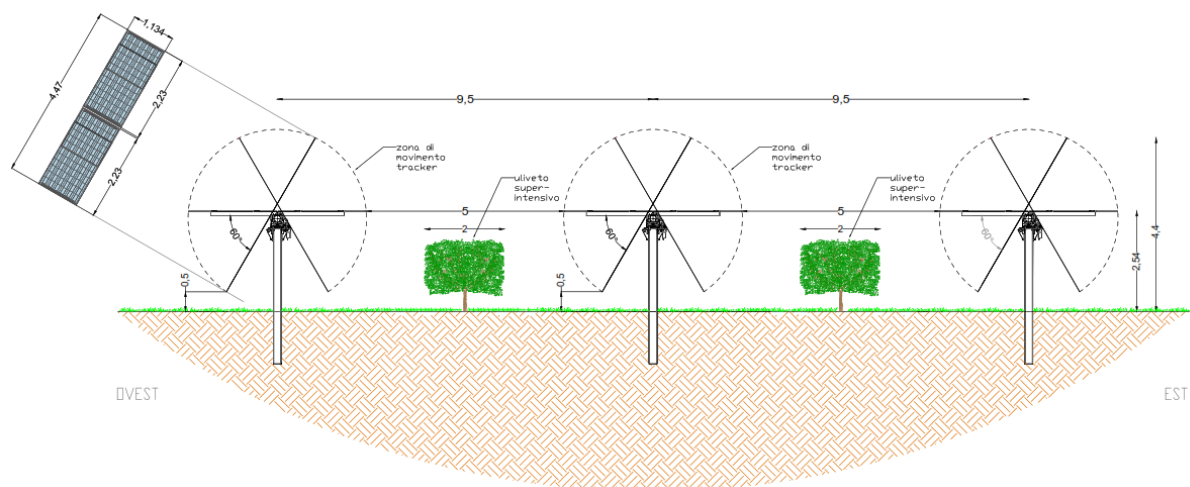 1,134
4,47
2,23
2,23
9,5
9,5
zona di
movimento
tracker
zona di
movimento
tracker
uliveto
super-
intensivo
uliveto
super-
intensivo
5
5
2
2
60°
60°
60°
0,5
0,5
2,54
4,4
OVEST
EST